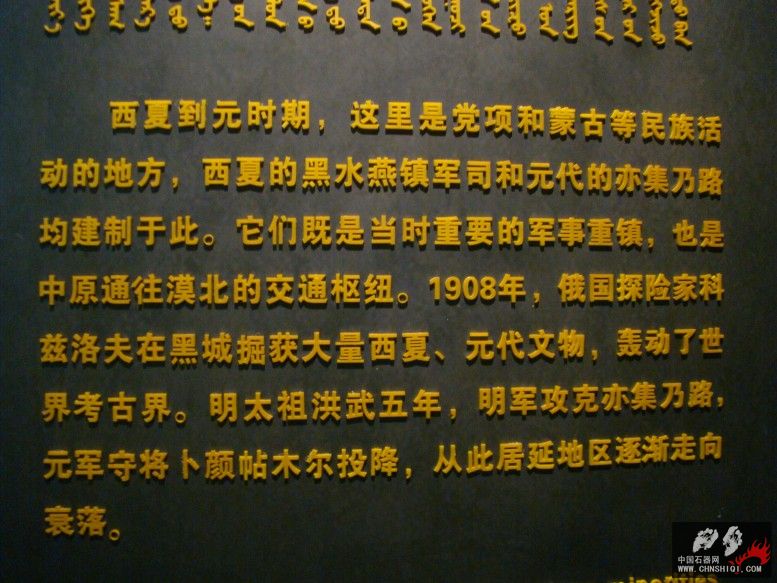 西夏到元时期，这里是党项和蒙古等民族活
动的地方，西夏的黑水燕镇军司和元代的亦集乃路
均建制于此。它们既是当时重要的军事重镇，也是
中原通往漠北的交通枢纽。1908年，俄国探险家科
兹洛夫在黑城掘获大量西夏、元代文物，轰动了世
界考古界。明太祖洪武五年，明军攻克亦集乃路，
元军守将卜颜帖木尔投降，从此居延地区逐渐走向
衰落。
中国石器网
WWW.CHNSHIQI.COM